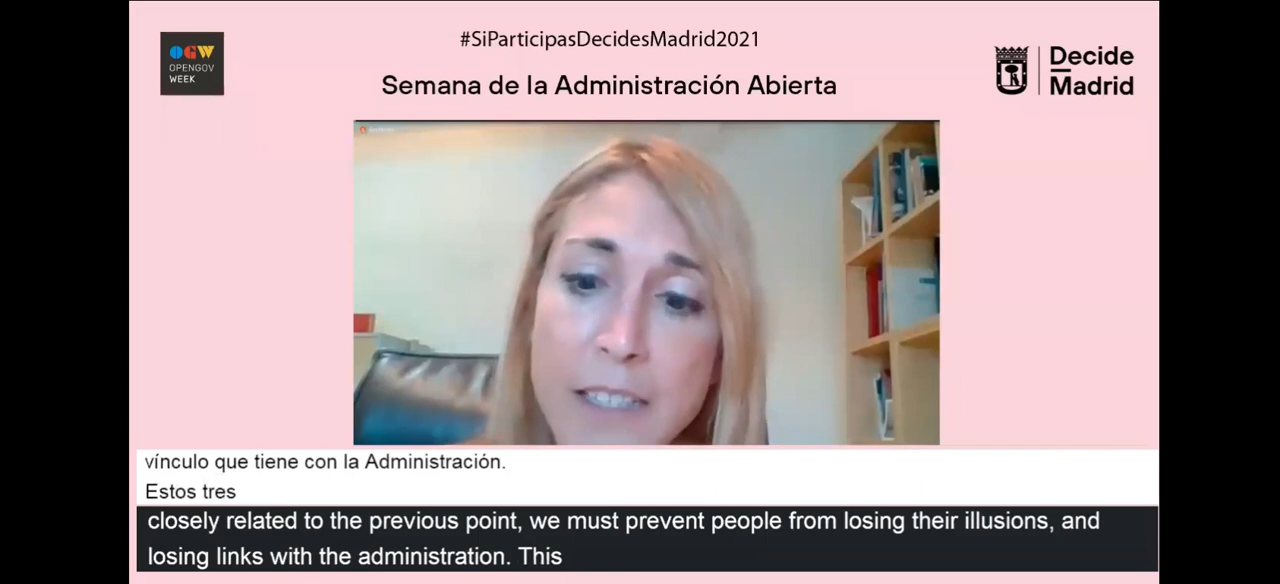 #SiParticipasDecidesMadrid2021
OGW
OPENGOV
WEEK
Semana de la Administración Abierta
Decide
Madrid
vínculo que tiene con la Administración.
Estos tres
closely related to the previous point, we must prevent people from losing their illusions, and
losing links with the administration. This